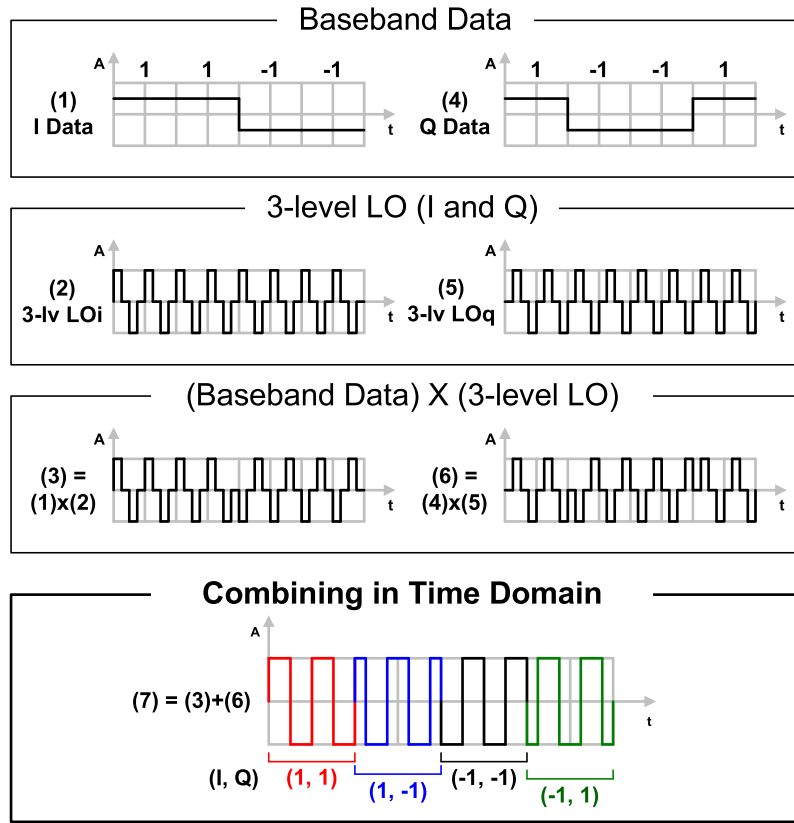 Baseband Data
A
1 1 -1 -1
(1)
I Data
t
A
1 -1 -1 1
(4)
Q Data
t
3-level LO (I and Q)
A
(2)
3-lv LOi
t
A
(5)
3-lv LOq
t
(Baseband Data) X (3-level LO)
A
(3) =
(1)x(2)
t
A
(6) =
(4)x(5)
t
Combining in Time Domain
A
(7) = (3)+(6)
t
(I, Q) (1, 1) (1, -1) (-1, -1) (-1, 1)